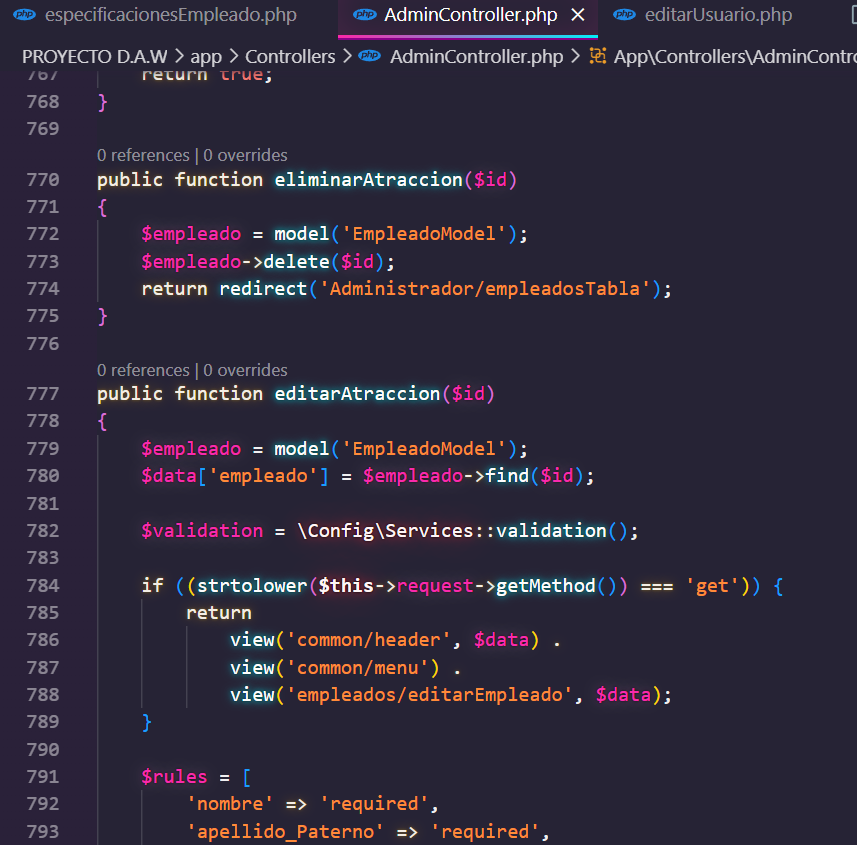 php especificacionesEmpleado.php php AdminController.php × php editarUsuario.php
PROYECTO D.A.W > app > Controllers > php AdminController.php > App\Controllers\AdminContro
767 return true;
768 }
769
0 references | 0 overrides
770 public function eliminarAtraccion($id)
771 {
772 $empleado = model('EmpleadoModel');
773 $empleado->delete($id);
774 return redirect('Administrador/empleadosTabla');
775 }
776
0 references | 0 overrides
777 public function editarAtraccion($id)
778 {
779 $empleado = model('EmpleadoModel');
780 $data['empleado'] = $empleado->find($id);
781
782 $validation = \Config\Services::validation();
783
784 if ((strtolower($this->request->getMethod()) === 'get')) {
785 return
786 view('common/header', $data) .
787 view('common/menu') .
788 view('empleados/editarEmpleado', $data);
789 }
790
791 $rules = [
792 'nombre' => 'required',
793 'apellido_Paterno' => 'required',